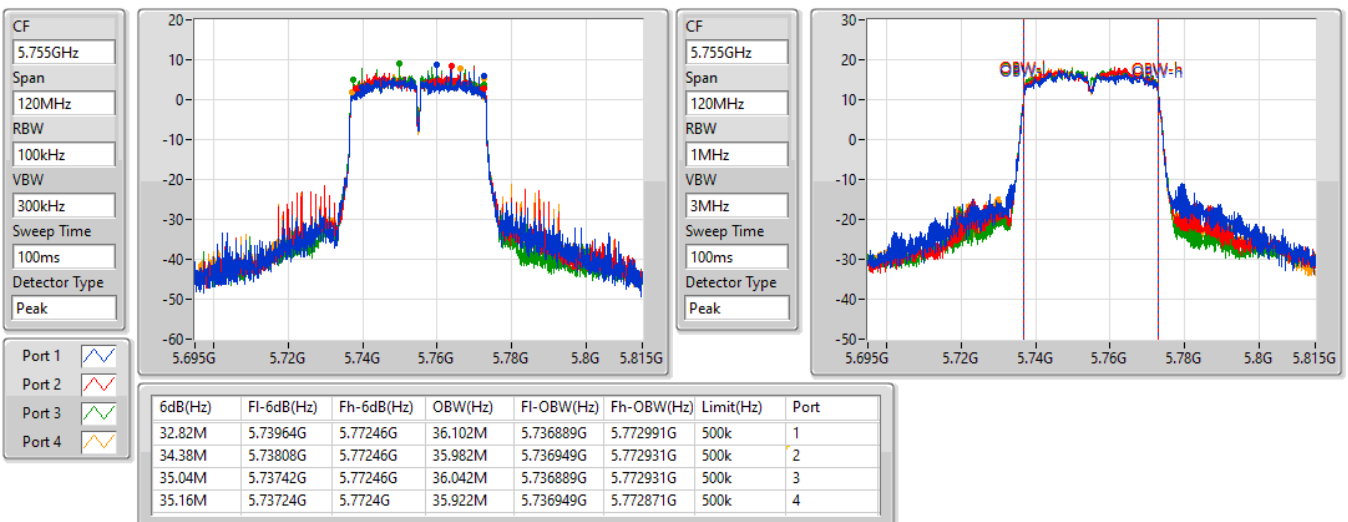 CF
5.755GHz
Span
120MHz
RBW
100kHz
VBW
300kHz
Sweep Time
100ms
Detector Type
Peak
20
10
0
-10
-20
-30
-40
-50
-60
5.695G 5.72G 5.74G 5.76G 5.78G 5.8G 5.815G
CF
5.755GHz
Span
120MHz
RBW
1MHz
VBW
3MHz
Sweep Time
100ms
Detector Type
Peak
30
20
10
0
-10
-20
-30
-40
-50
OBW-l OBW-h
5.695G 5.72G 5.74G 5.76G 5.78G 5.8G 5.815G
Port 1
Port 2
Port 3
Port 4
6dB(Hz) Fl-6dB(Hz) Fh-6dB(Hz) OBW(Hz) Fl-OBW(Hz) Fh-OBW(Hz) Limit(Hz) Port
32.82M 5.73964G 5.77246G 36.102M 5.736889G 5.772991G 500k 1
34.38M 5.73808G 5.77246G 35.982M 5.736949G 5.772931G 500k 2
35.04M 5.73742G 5.77246G 36.042M 5.736889G 5.772931G 500k 3
35.16M 5.73724G 5.7724G 35.922M 5.736949G 5.772871G 500k 4